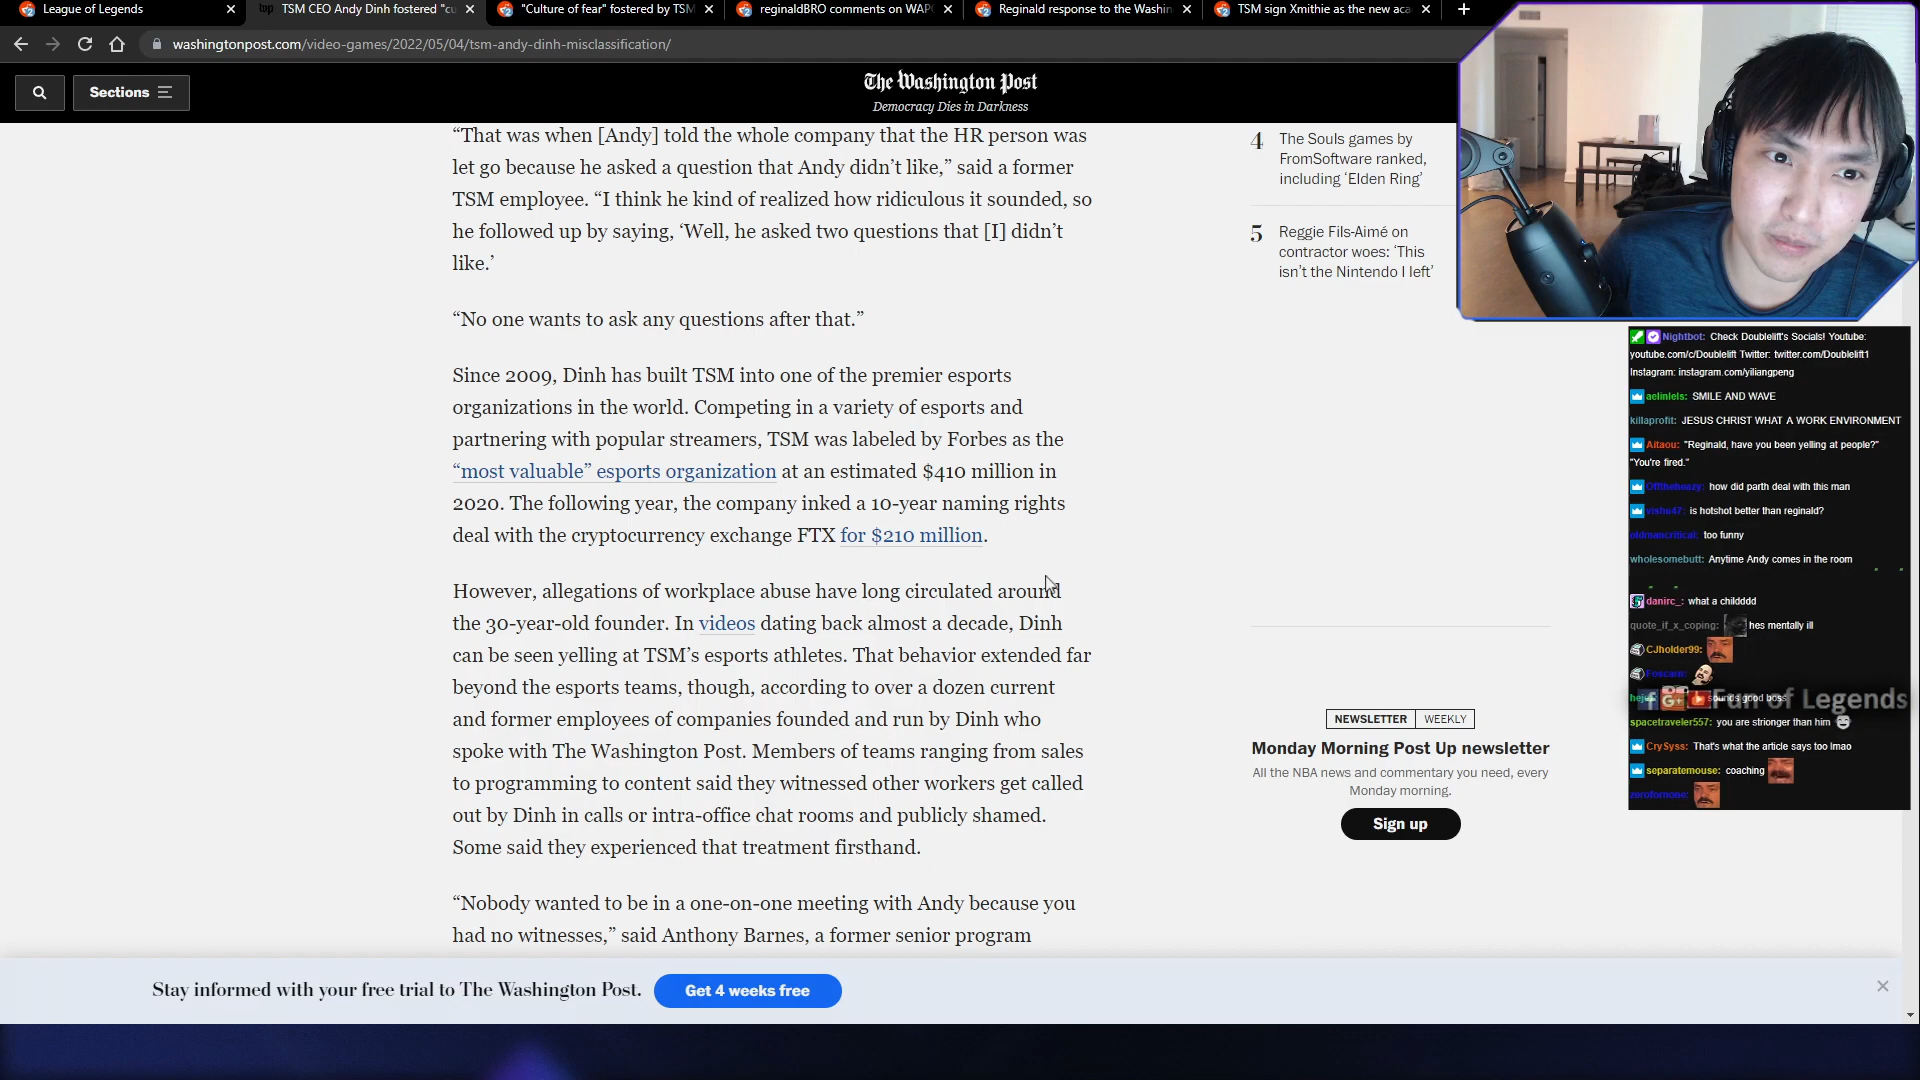 League of Legends
TSM CEO Andy Dinh fostered "cu
"Culture of fear" fostered by TSM
reginaldBRO comments on WAPO
Reginald response to the Washin
TSM sign Xmithie as the new aca
washingtonpost.com/video-games/2022/05/04/tsm-andy-dinh-misclassification/
Sections
The Washington Post
Democracy Dies in Darkness
“That was when [Andy] told the whole company that the HR person was
let go because he asked a question that Andy didn’t like,” said a former
TSM employee. “I think he kind of realized how ridiculous it sounded, so
he followed up by saying, ‘Well, he asked two questions that [I] didn’t
like.’
“No one wants to ask any questions after that.”
Since 2009, Dinh has built TSM into one of the premier esports
organizations in the world. Competing in a variety of esports and
partnering with popular streamers, TSM was labeled by Forbes as the
“most valuable” esports organization at an estimated $410 million in
2020. The following year, the company inked a 10-year naming rights
deal with the cryptocurrency exchange FTX for $210 million.
However, allegations of workplace abuse have long circulated around
the 30-year-old founder. In videos dating back almost a decade, Dinh
can be seen yelling at TSM’s esports athletes. That behavior extended far
beyond the esports teams, though, according to over a dozen current
and former employees of companies founded and run by Dinh who
spoke with The Washington Post. Members of teams ranging from sales
to programming to content said they witnessed other workers get called
out by Dinh in calls or intra-office chat rooms and publicly shamed.
Some said they experienced that treatment firsthand.
“Nobody wanted to be in a one-on-one meeting with Andy because you
had no witnesses,” said Anthony Barnes, a former senior program
4 The Souls games by
FromSoftware ranked,
including ‘Elden Ring’
5 Reggie Fils-Aimé on
contractor woes: ‘This
isn’t the Nintendo I left’
NEWSLETTER WEEKLY
Monday Morning Post Up newsletter
All the NBA news and commentary you need, every
Monday morning.
Sign up
Nightbot: Check Doublelift's Socials! Youtube:
youtube.com/c/Doublelift Twitter: twitter.com/Doublelift1
Instagram: instagram.com/yiliangpeng
aelinlels: SMILE AND WAVE
killaprofit: JESUS CHRIST WHAT A WORK ENVIRONMENT
Aitaou: "Reginald, have you been yelling at people?"
"You're fired."
Offtheheazy: how did parth deal with this man
vishu47: is hotshot better than reginald?
oldmancritical: too funny
wholesomebutt: Anytime Andy comes in the room
danirc_: what a childddd
quote_if_x_coping: hes mentally ill
CJholder99:
Foscarn:
sounds good boss
Fun of Legends
spacetraveler557: you are strionger than him
CrySyss: That's what the article says too lmao
separatemouse: coaching
zerofornone:
Stay informed with your free trial to The Washington Post.
Get 4 weeks free